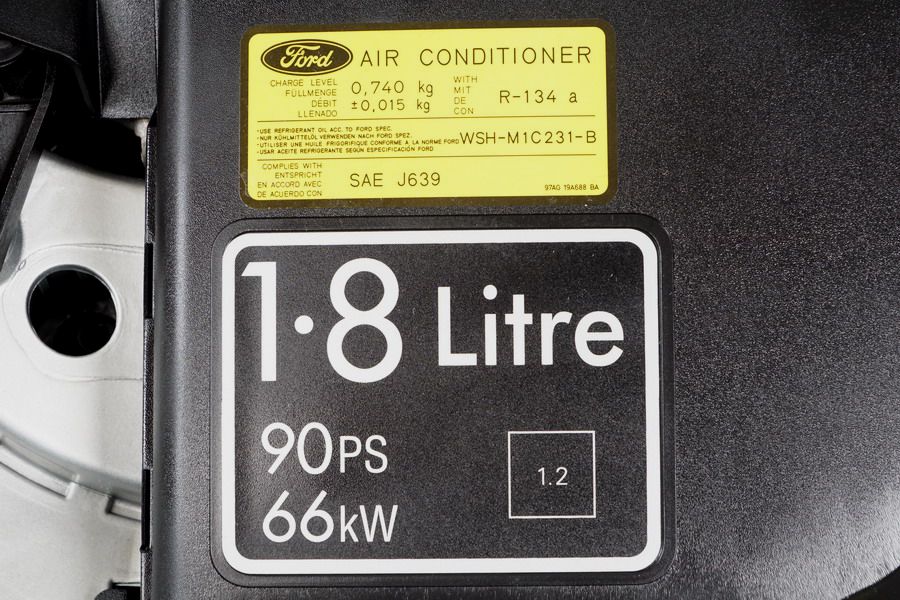 Ford AIR CONDITIONER
CHARGE LEVEL
FÜLLMENGE
DÉBIT
LLENADO
0,740 kg
±0,015 kg
WITH
MIT
DE
CON
R-134 a
-USE REFRIGERANT OIL ACC. TO FORD SPEC.
-NUR KÜHLMITTELÖL VERWENDEN NACH FORD SPEZ.
-UTILISER UNE HUILE FRIGORIFIQUE CONFORME A LA NORME FORD
-USAR ACEITE REFRIGERANTE SEGÚN ESPECIFICACIÓN FORD
WSH-M1C231-B
COMPLIES WITH
ENTSPRICHT
EN ACCORD AVEC
DE ACUERDO CON
SAE J639
97AG 19A688 BA
1·8 Litre
90PS
66kW
1.2